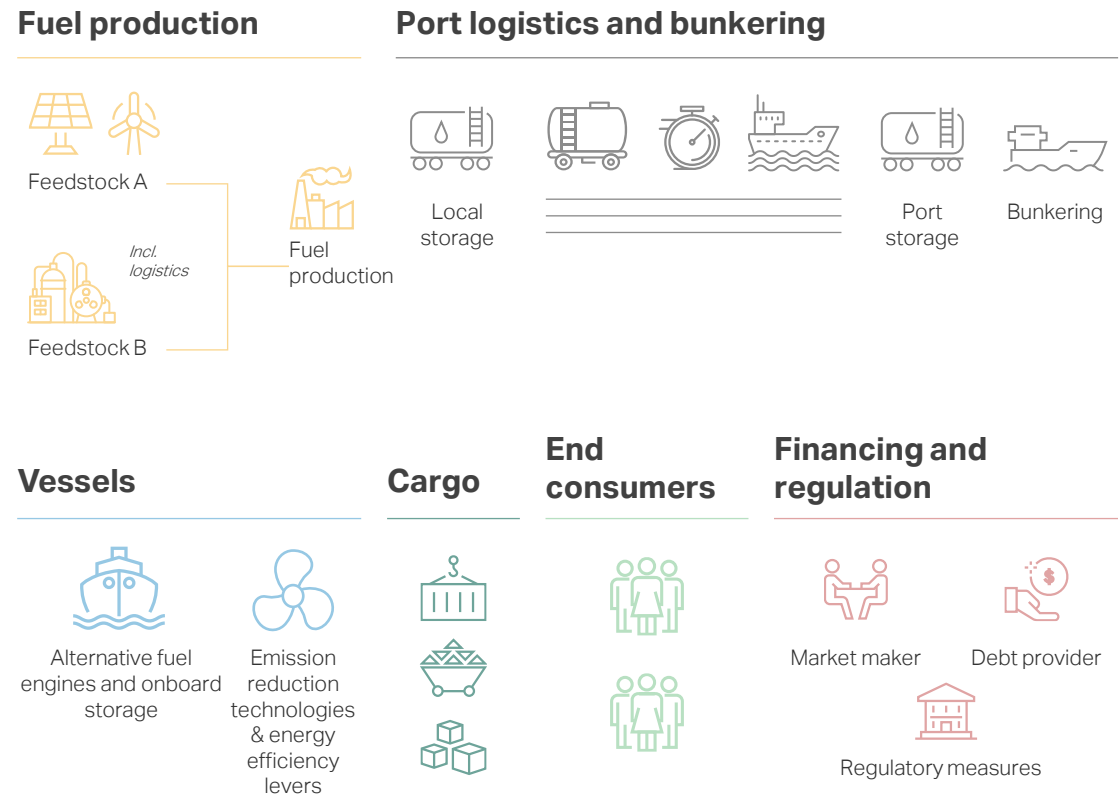 Fuel production
Port logistics and bunkering
Feedstock A
Incl.
logistics
Feedstock B
Fuel
production
Local
storage
Port
storage
Bunkering
Vessels
Cargo
End
consumers
Financing and
regulation
Alternative fuel
engines and onboard
storage
Emission
reduction
technologies
& energy
efficiency
levers
$
Market maker
Debt provider
Regulatory measures